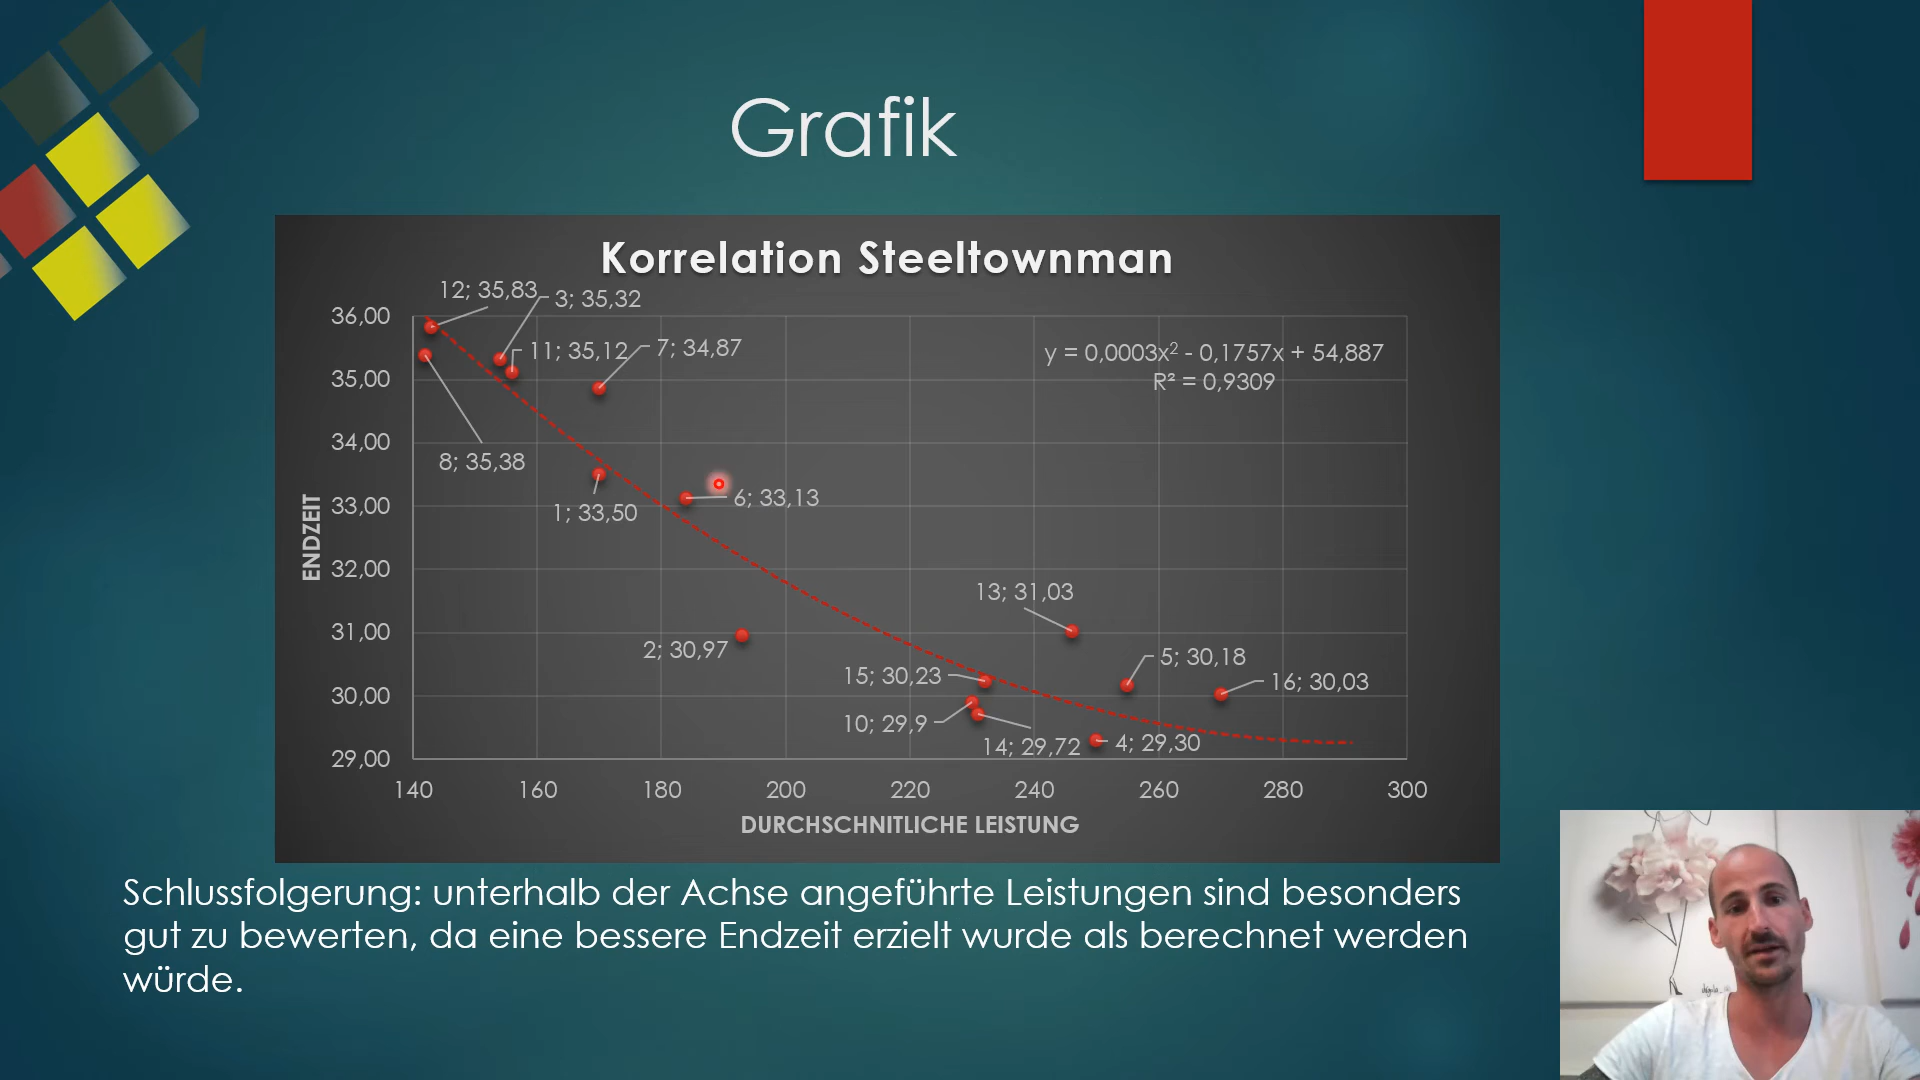 Grafik
Korrelation Steeltownman
12; 35,83
3; 35,32
11; 35,12
7; 34,87
8; 35,38
1; 33,50
6; 33,13
2; 30,97
13; 31,03
15; 30,23
5; 30,18
16; 30,03
10; 29,9
14; 29,72
4; 29,30
y = 0,0003x² - 0,1757x + 54,887
R² = 0,9309
ENDZEIT
36,00
35,00
34,00
33,00
32,00
31,00
30,00
29,00
140 160 180 200 220 240 260 280 300
DURCHSCHNITLICHE LEISTUNG
Schlussfolgerung: unterhalb der Achse angeführte Leistungen sind besonders
gut zu bewerten, da eine bessere Endzeit erzielt wurde als berechnet werden
würde.